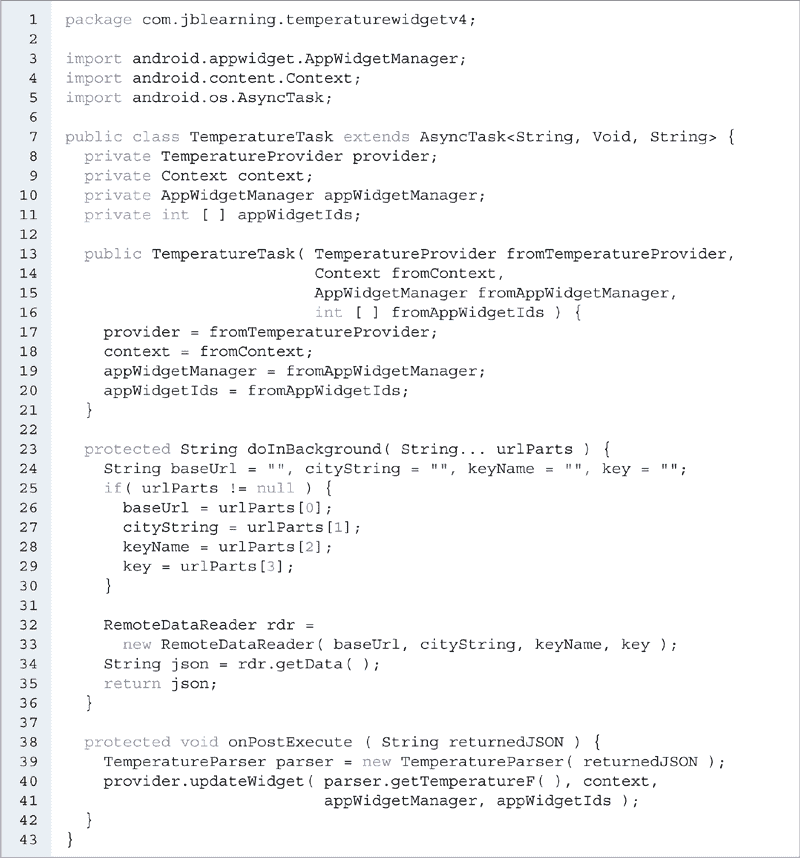 1 package com.jblearning.temperaturewidgetv4;
2
3 import android.appwidget.AppWidgetManager;
4 import android.content.Context;
5 import android.os.AsyncTask;
6
7 public class TemperatureTask extends AsyncTask<String, Void, String> {
8   private TemperatureProvider provider;
9   private Context context;
10   private AppWidgetManager appWidgetManager;
11   private int [ ] appWidgetIds;
12
13   public TemperatureTask( TemperatureProvider fromTemperatureProvider,
14                           Context fromContext,
15                           AppWidgetManager fromAppWidgetManager,
16                           int [ ] fromAppWidgetIds ) {
17     provider = fromTemperatureProvider;
18     context = fromContext;
19     appWidgetManager = fromAppWidgetManager;
20     appWidgetIds = fromAppWidgetIds;
21   }
22
23   protected String doInBackground( String... urlParts ) {
24     String baseUrl = "", cityString = "", keyName = "", key = "";
25     if( urlParts != null ) {
26       baseUrl = urlParts[0];
27       cityString = urlParts[1];
28       keyName = urlParts[2];
29       key = urlParts[3];
30     }
31
32     RemoteDataReader rdr =
33       new RemoteDataReader( baseUrl, cityString, keyName, key );
34     String json = rdr.getData( );
35     return json;
36   }
37
38   protected void onPostExecute ( String returnedJSON ) {
39     TemperatureParser parser = new TemperatureParser( returnedJSON );
40     provider.updateWidget( parser.getTemperatureF( ), context,
41                            appWidgetManager, appWidgetIds );
42   }
43 }